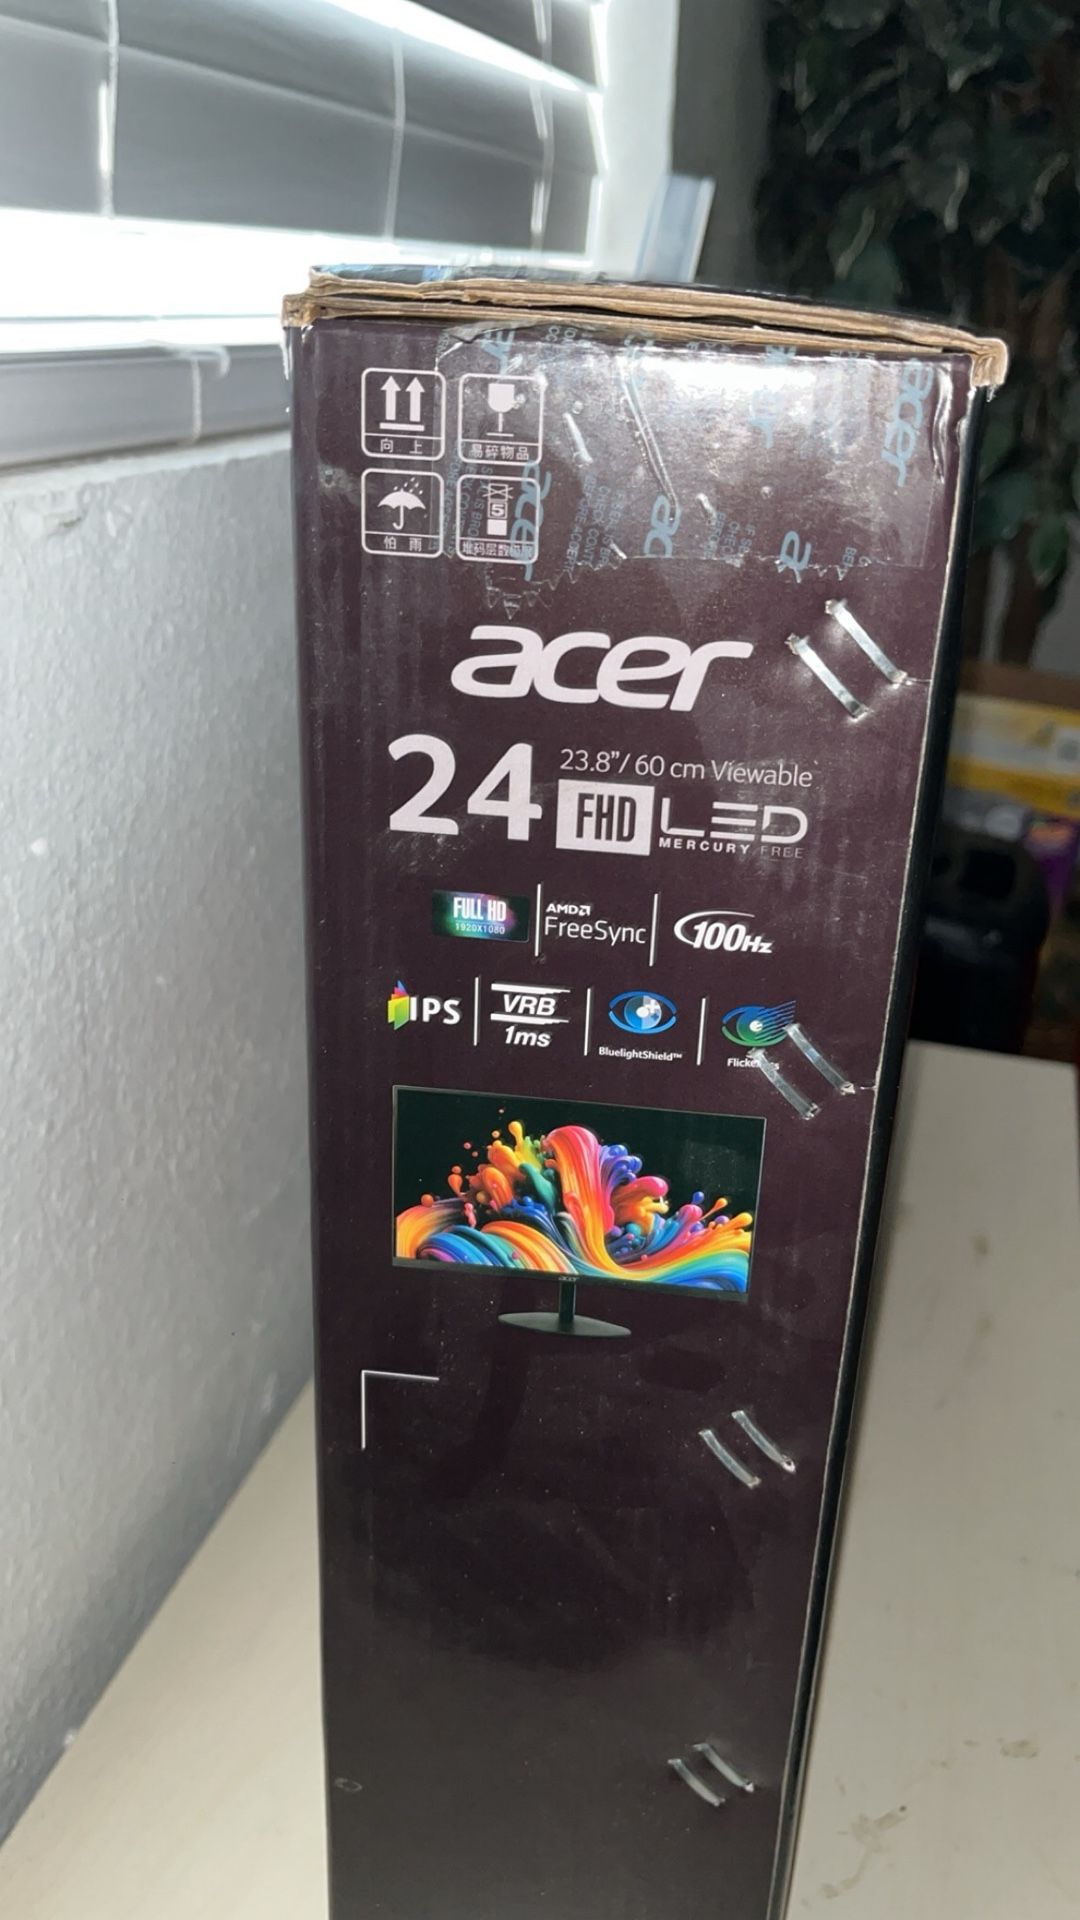 向上
易碎物品
怕雨
5
acer
24
23.8"/60 cm Viewable
FHD LED
MERCURY FREE
FULL HD
1920X1080
AMD
FreeSync
100Hz
IPS
VRB
1ms
BluelightShield™
acer